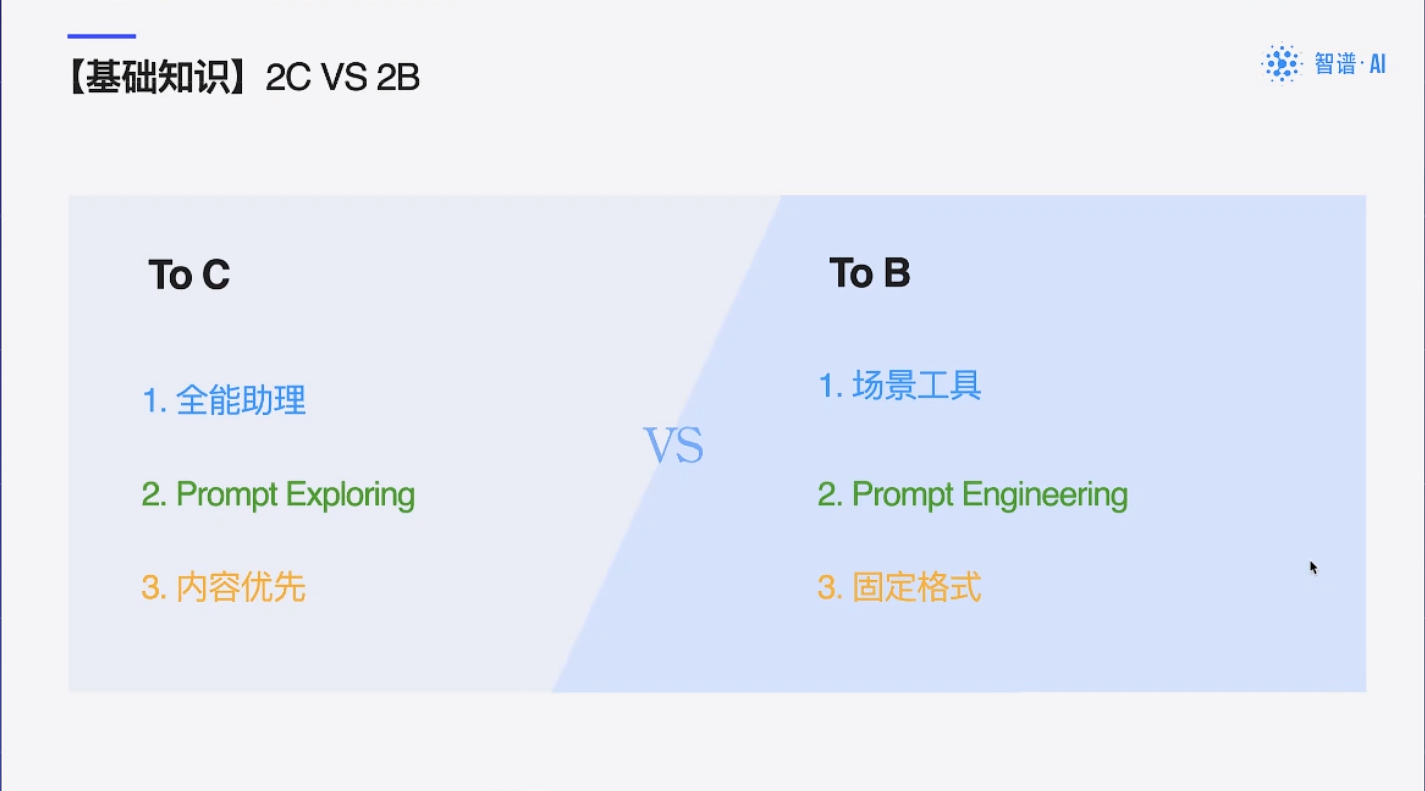 【基础知识】2C VS 2B
智谱·AI
To C
1. 全能助理
2. Prompt Exploring
3. 内容优先
VS
To B
1. 场景工具
2. Prompt Engineering
3. 固定格式